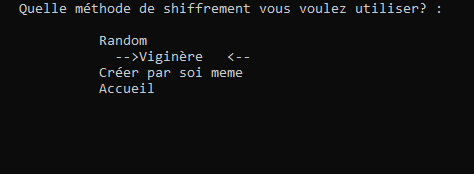 Quelle méthode de shiffrement vous voulez utiliser? :
Random
-->Viginère <--
Créer par soi meme
Accueil